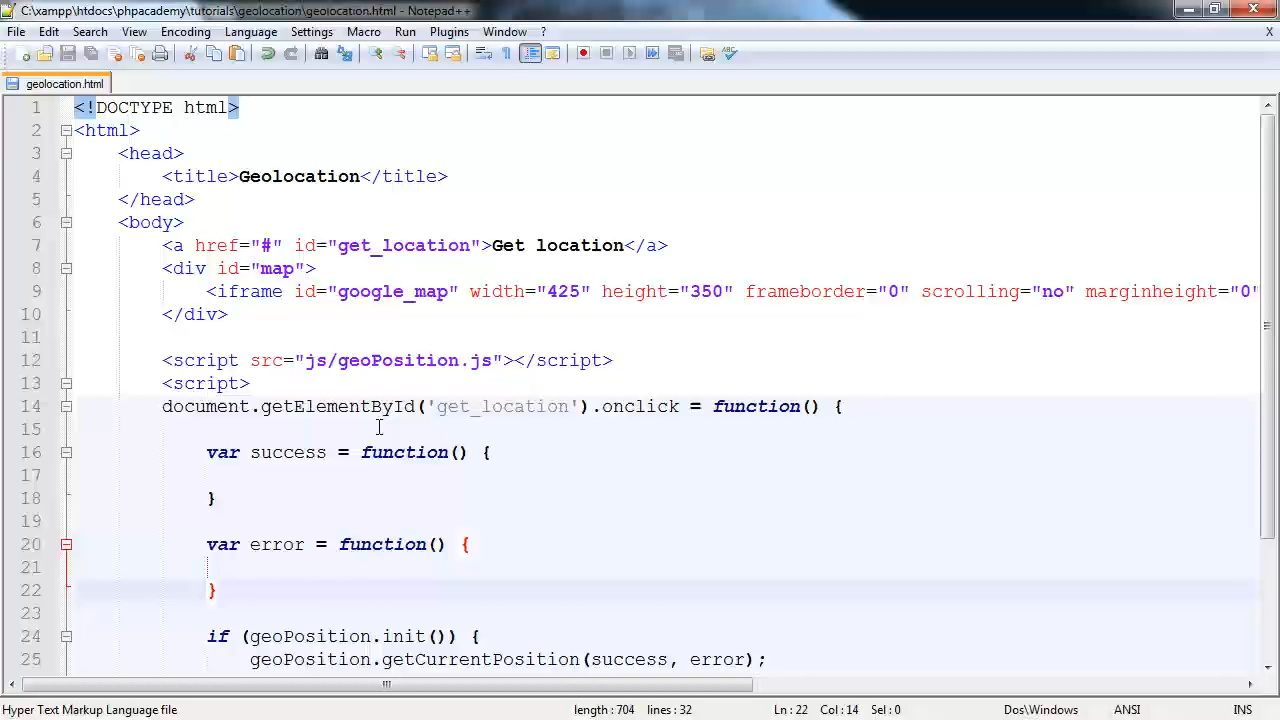 C:\xampp\htdocs\phpacademy\tutorials\geolocation\geolocation.html - Notepad++
File Edit Search View Encoding Language Settings Macro Run Plugins Window ? X
geolocation.html
1 <!DOCTYPE html>
2 <html>
3 <head>
4 <title>Geolocation</title>
5 </head>
6 <body>
7 <a href="#" id="get_location">Get location</a>
8 <div id="map">
9 <iframe id="google_map" width="425" height="350" frameborder="0" scrolling="no" marginheight="0"
10 </div>
11
12 <script src="js/geoPosition.js"></script>
13 <script>
14 document.getElementById('get_location').onclick = function() {
15
16 var success = function() {
17
18 }
19
20 var error = function() {
21
22 }
23
24 if (geoPosition.init()) {
25 geoPosition.getCurrentPosition(success, error);
Hyper Text Markup Language file length : 704 lines : 32 Ln : 22 Col : 14 Sel : 0 Dos\Windows ANSI INS